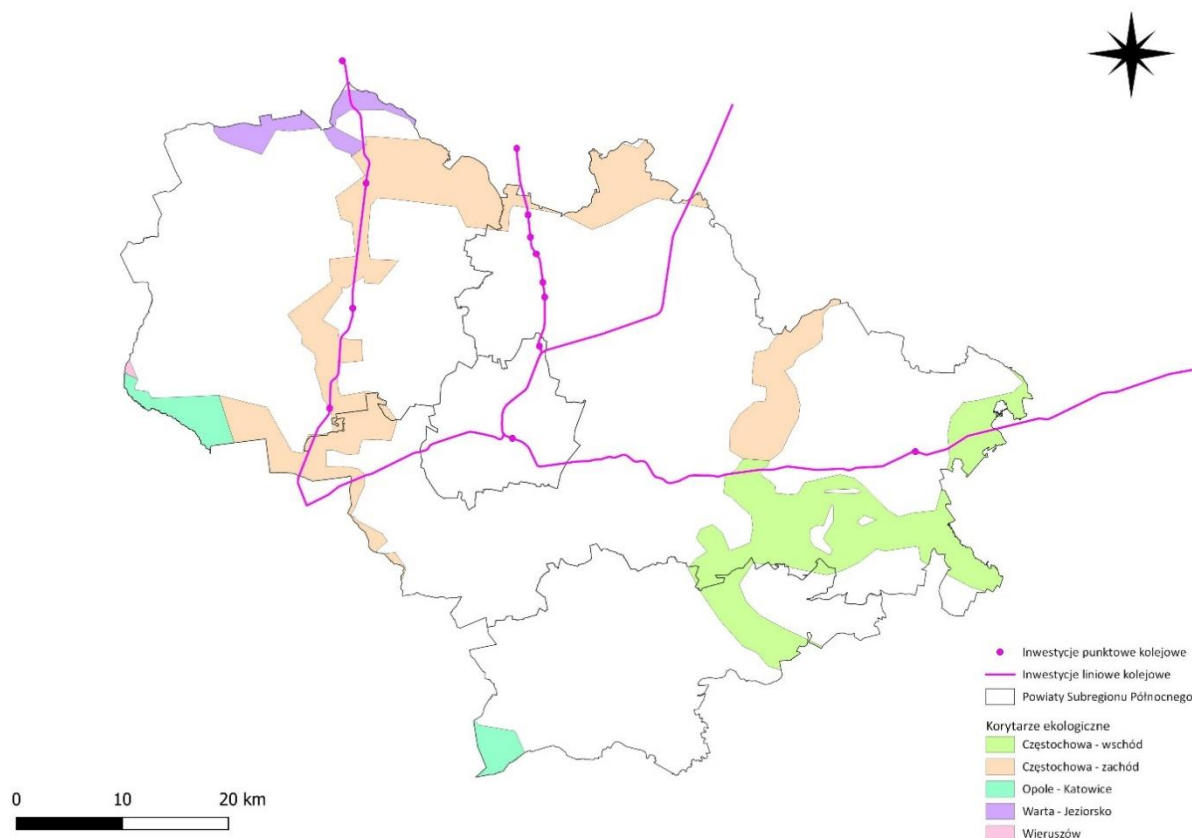 Inwestycje punktowe kolejowe
Inwestycje liniowe kolejowe
Powiaty Subregionu Północnego
Korytarze ekologiczne
Częstochowa - wschód
Częstochowa - zachód
Opole - Katowice
Warta - Jeziorsko
Wieruszów
0 10 20 km